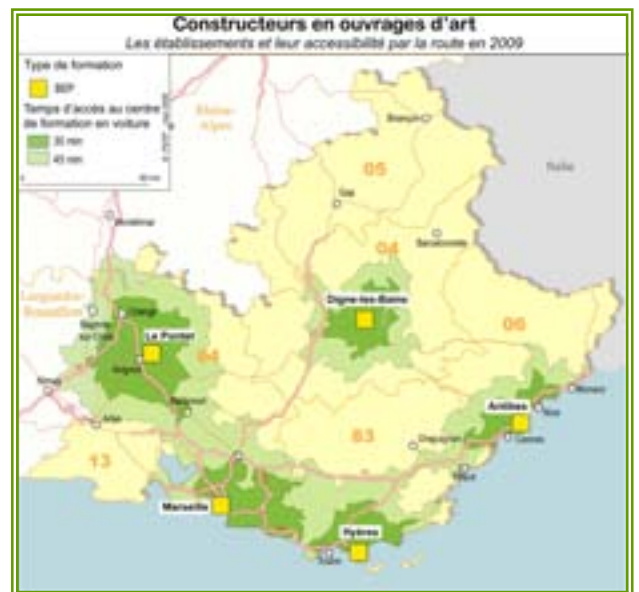 Constructeurs en ouvrages d'art
Les établissements et leur accessibilité par la route en 2009
Type de formation
BEP
Temps d'accès au centre
de formation en voiture
30 min
45 min
Rhône-
Alpes
Briançon
05
Italie
Gap
04
Barcelonnette
Montélimar
Languedoc-
Roussillon
Digne-les-Bains
06
Orange
Le Pontet
84
Avignon
Nîmes
Monaco
Antibes
Nice
Arles
83
Draguignan
Cannes
13
Marseille
Hyères
Toulon